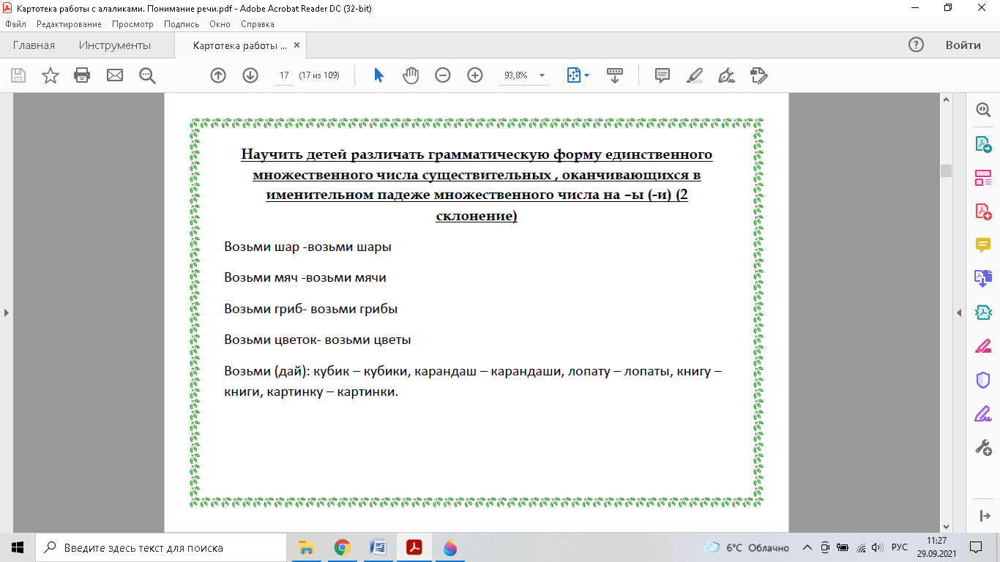 Картотека работы с алаликами. Понимание речи.pdf - Adobe Acrobat Reader DC (32-bit)
Файл Редактирование Просмотр Подпись Окно Справка
Главная Инструменты Картотека работы ... × Войти
17 (17 из 109) 93,8%
Научить детей различать грамматическую форму единственного
множественного числа существительных , оканчивающихся в
именительном падеже множественного числа на –ы (-и) (2
склонение)
Возьми шар -возьми шары
Возьми мяч -возьми мячи
Возьми гриб- возьми грибы
Возьми цветок- возьми цветы
Возьми (дай): кубик – кубики, карандаш – карандаши, лопату – лопаты, книгу –
книги, картинку – картинки.
Введите здесь текст для поиска
6°C Облачно
РУС
11:27
29.09.2021